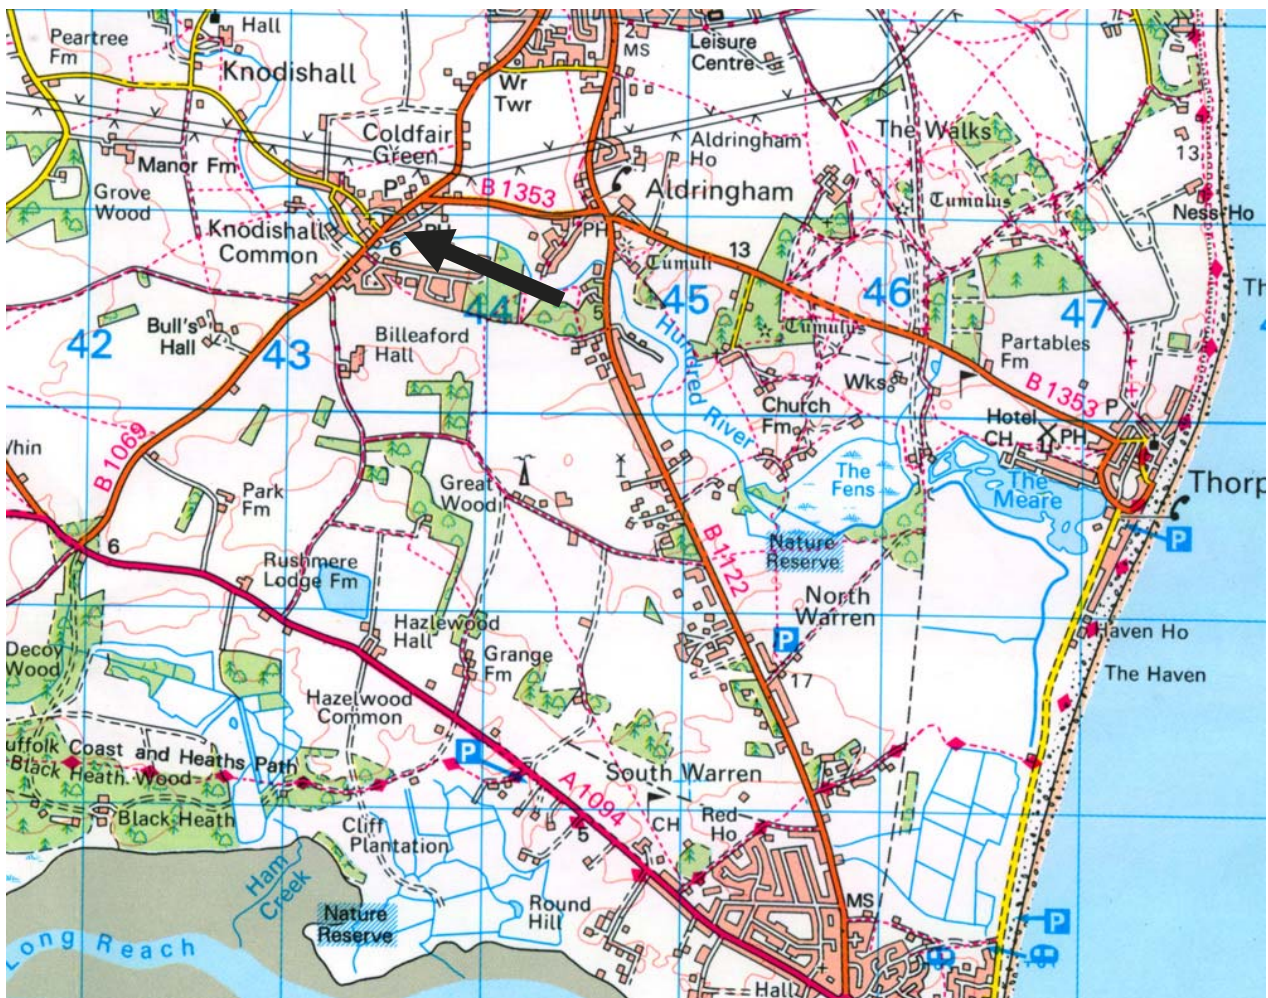 Peartree
Fm
Hall
Knodishall
Wr
Twr
2
MS
Leisure
Centre
Coldfair
Green
Aldringham
Ho
The Walks
Manor Fm
Grove
Wood
P
B 1353
Aldringham
Tumulus
13
Ness Ho
Knodishall
Common
6
PH
PH
Tumuli
13
Th
42
43
44
45
46
47
Bull's
Hall
Billeaford
Hall
5
Hundred River
Tumulus
Partables
Fm
B 1353
Wks
Church
Fm
P
Hotel
CH
PH
Whin
B 1069
Great
Wood
The
Fens
The
Meare
Thorp
Park
Fm
6
B 1122
Nature
Reserve
P
Rushmere
Lodge Fm
North
Warren
Hazlewood
Hall
Haven Ho
P
Decoy
Wood
Grange
Fm
17
The Haven
Hazelwood
Common
uffolk Coast and Heaths Path
Black Heath Wood
P
South Warren
A 1094
Black Heath
Cliff
Plantation
5
CH
Red
Ho
Ham
Creek
Nature
Reserve
Round
Hill
MS
P
Long Reach
Hall